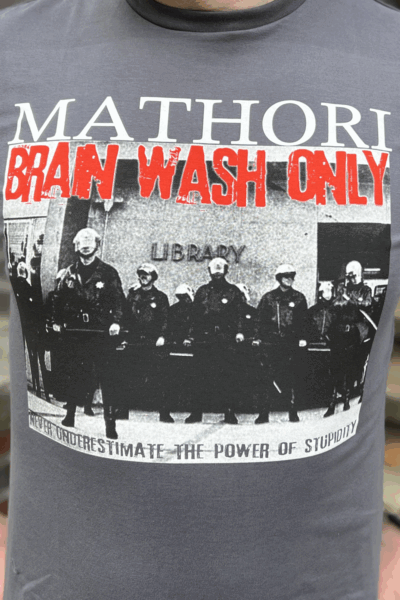 MATHORI
BRAIN WASH ONLY
LIBRARY
NEVER UNDERESTIMATE THE POWER OF STUPIDITY